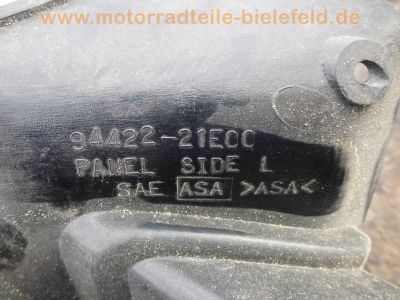 www.motorradteile-bielefeld.de
94422-21E00
PANEL SIDE L
SAE ASA >ASA<